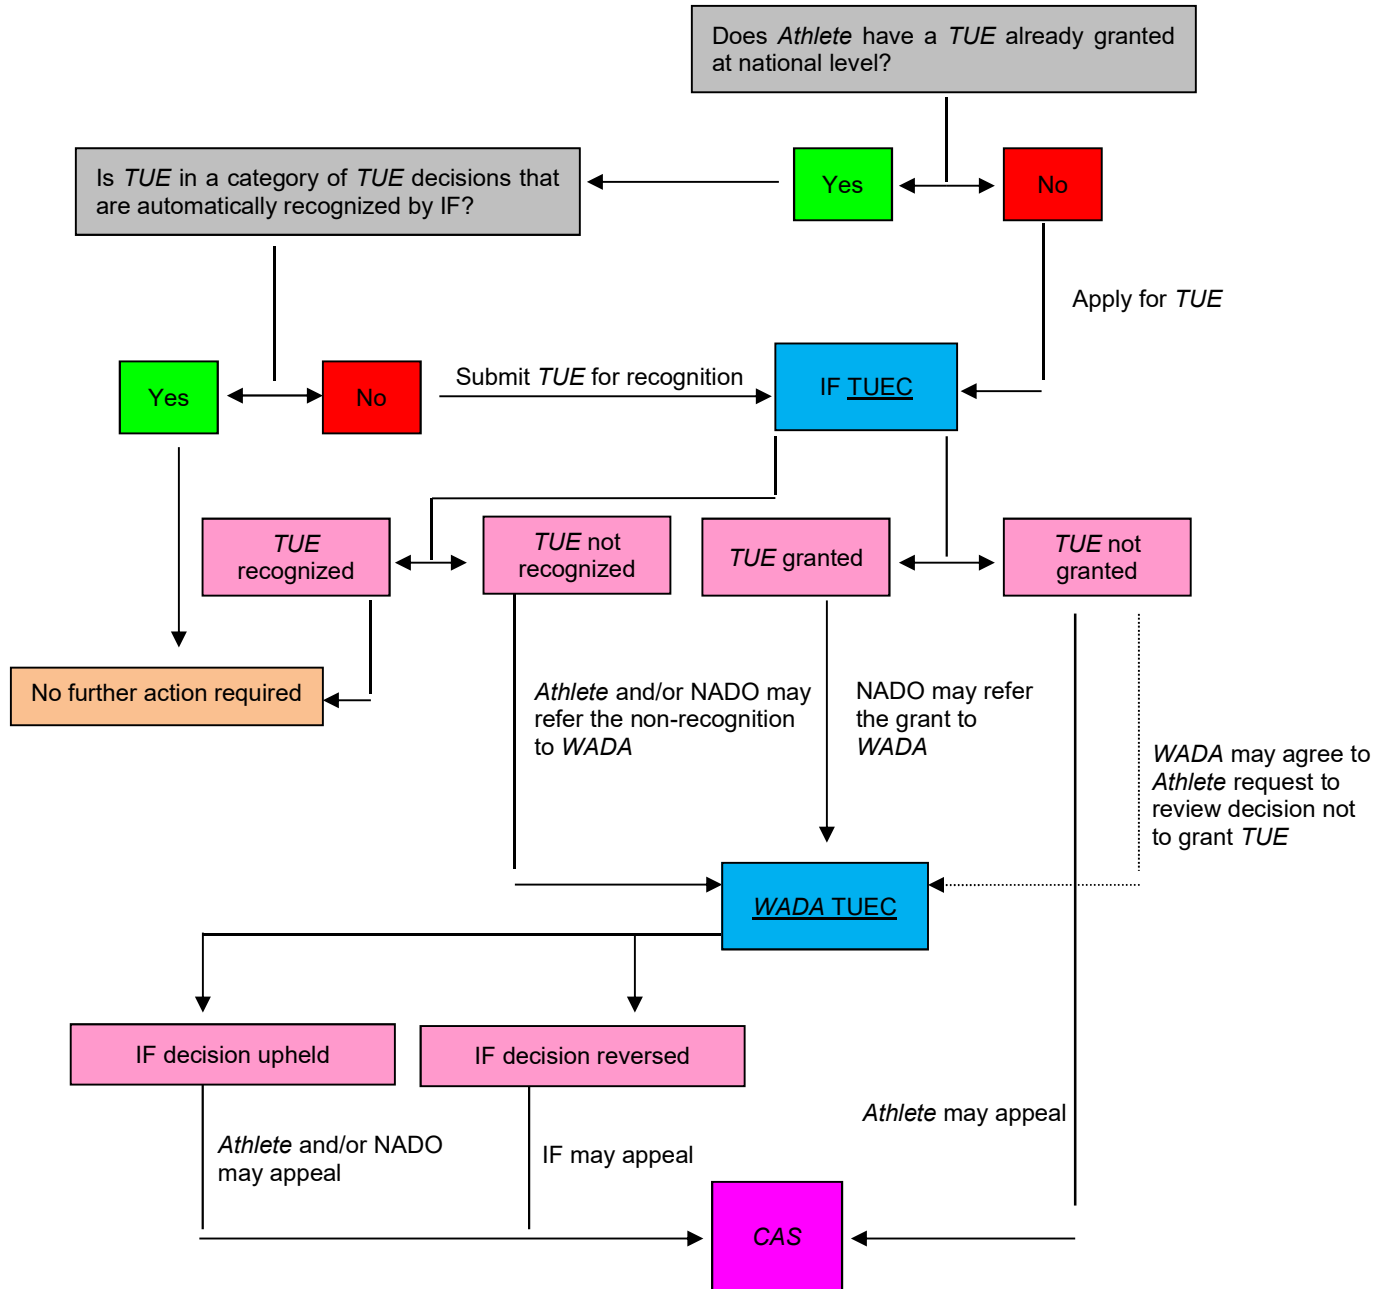 Does Athlete have a TUE already granted
at national level?
Is TUE in a category of TUE decisions that
are automatically recognized by IF?
Yes
No
Apply for TUE
Yes
No
Submit TUE for recognition
IF TUEC
TUE
recognized
TUE not
recognized
TUE granted
TUE not
granted
No further action required
Athlete and/or NADO may
refer the non-recognition
to WADA
NADO may refer
the grant to
WADA
WADA may agree to
Athlete request to
review decision not
to grant TUE
WADA TUEC
IF decision upheld
IF decision reversed
Athlete may appeal
Athlete and/or NADO
may appeal
IF may appeal
CAS